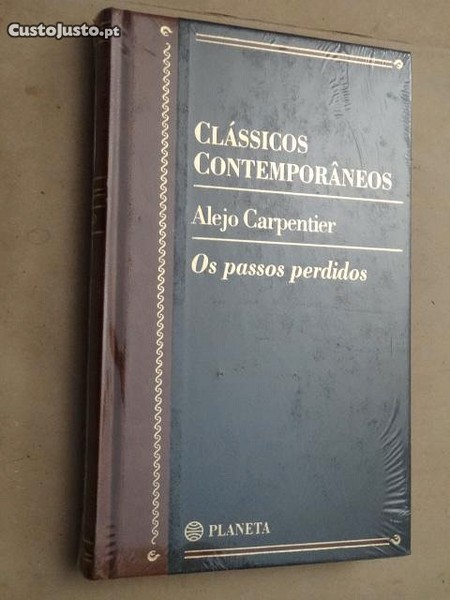 CustoJusto.pt
CLÁSSICOS
CONTEMPORÂNEOS
Alejo Carpentier
Os passos perdidos
PLANETA